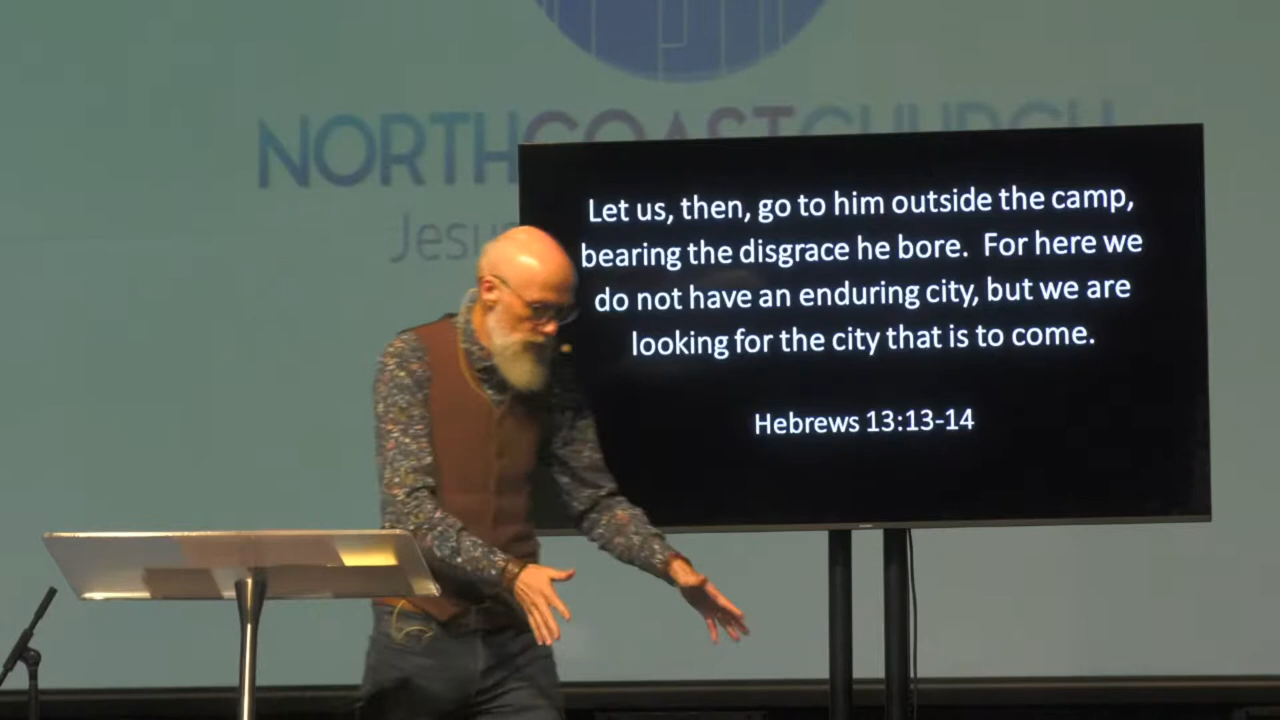 NORTHCOASTCHURCH
Jesu
Let us, then, go to him outside the camp,
bearing the disgrace he bore.  For here we
do not have an enduring city, but we are
looking for the city that is to come.
Hebrews 13:13-14